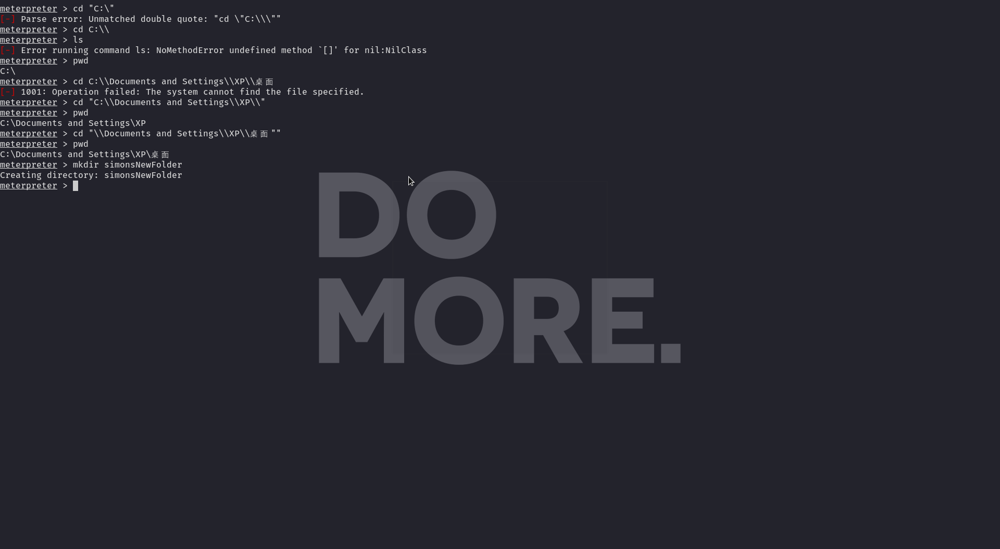 meterpreter > cd "C:\"
[-] Parse error: Unmatched double quote: "cd \"C:\\\""
meterpreter > cd C:\\
meterpreter > ls
[-] Error running command ls: NoMethodError undefined method `[]' for nil:NilClass
meterpreter > pwd
C:\
meterpreter > cd C:\\Documents and Settings\\XP\\桌面
[-] 1001: Operation failed: The system cannot find the file specified.
meterpreter > cd "C:\\Documents and Settings\\XP\\"
meterpreter > pwd
C:\Documents and Settings\XP
meterpreter > cd "\\Documents and Settings\\XP\\桌面""
meterpreter > pwd
C:\Documents and Settings\XP\桌面
meterpreter > mkdir simonsNewFolder
Creating directory: simonsNewFolder
meterpreter >
DO
MORE.